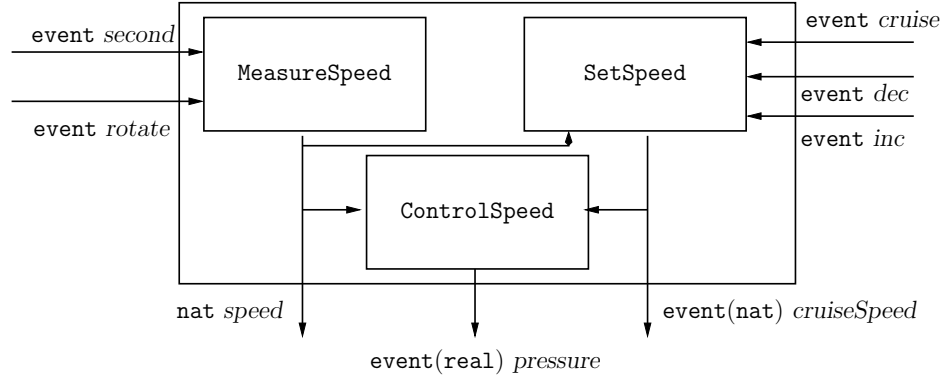 event second
event cruise
MeasureSpeed
SetSpeed
event dec
event rotate
event inc
ControlSpeed
nat speed
event(nat) cruiseSpeed
event(real) pressure